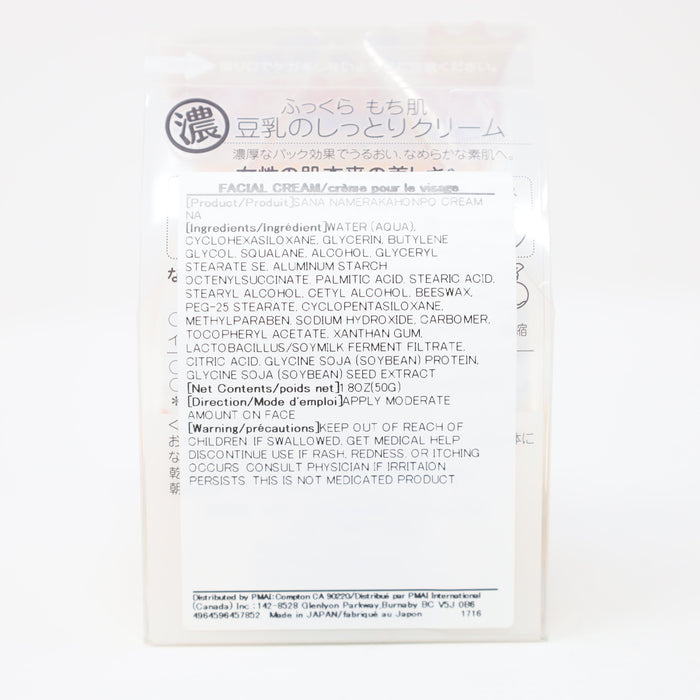 濃
ふっくら もち肌
豆乳のしっとりクリーム
濃厚なパック効果でうるおい、なめらかな素肌へ。
FACIAL CREAM/crème pour le visage
[Product/Produit]SANA NAMERAKAHONPO CREAM
NA
[Ingredients/Ingrédient]WATER (AQUA),
CYCLOHEXASILOXANE, GLYCERIN, BUTYLENE
GLYCOL, SQUALANE, ALCOHOL, GLYCERYL
STEARATE SE, ALUMINUM STARCH
OCTENYLSUCCINATE, PALMITIC ACID, STEARIC ACID,
STEARYL ALCOHOL, CETYL ALCOHOL, BEESWAX,
PEG-25 STEARATE, CYCLOPENTASILOXANE,
METHYLPARABEN, SODIUM HYDROXIDE, CARBOMER,
TOCOPHERYL ACETATE, XANTHAN GUM,
LACTOBACILLUS/SOYMILK FERMENT FILTRATE,
CITRIC ACID, GLYCINE SOJA (SOYBEAN) PROTEIN,
GLYCINE SOJA (SOYBEAN) SEED EXTRACT
[Net Contents/poids net]1.8OZ(50G)
[Direction/Mode d'emploi]APPLY MODERATE
AMOUNT ON FACE
[Warning/précautions]KEEP OUT OF REACH OF
CHILDREN. IF SWALLOWED, GET MEDICAL HELP
DISCONTINUE USE IF RASH, REDNESS, OR ITCHING
OCCURS. CONSULT PHYSICIAN IF IRRITAION
PERSISTS. THIS IS NOT MEDICATED PRODUCT
Distributed by PMAI:Compton CA 90220/Distribué par PMAI International
(Canada) Inc :142-8528 Glenlyon Parkway,Burnaby BC V5J 0B6
4964596457852 Made in JAPAN/fabriqué au Japon 1716